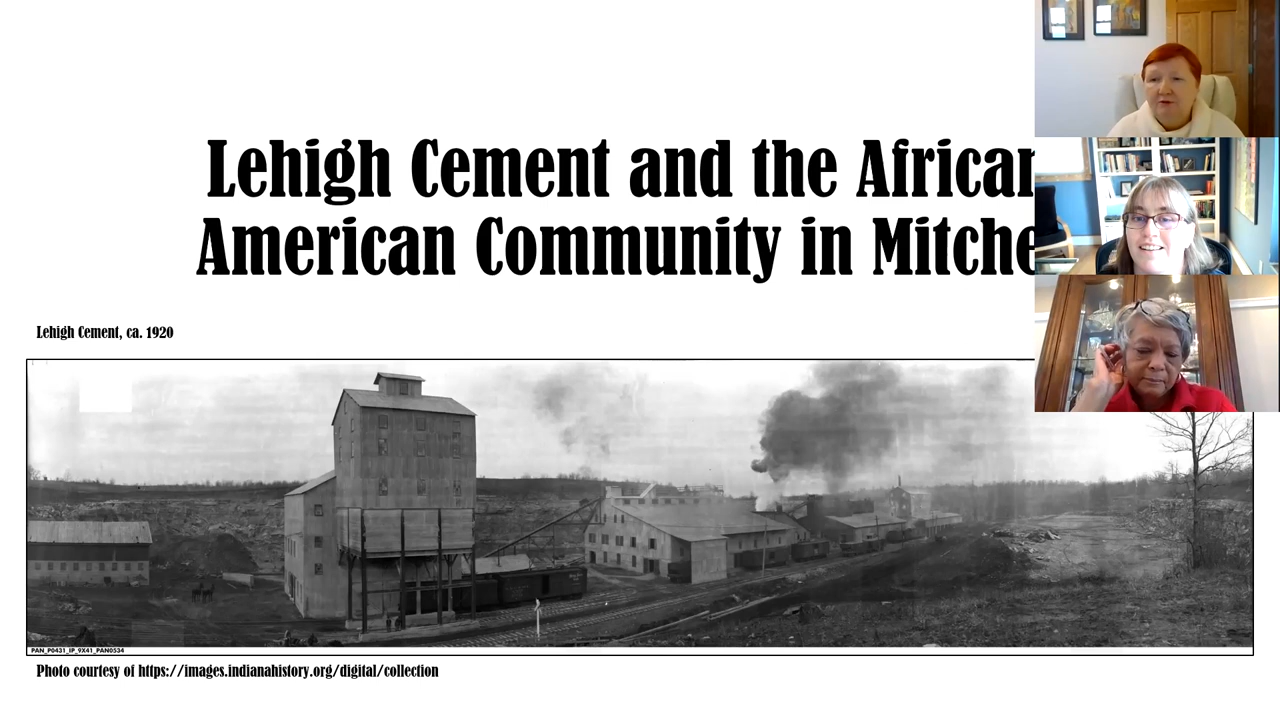 Lehigh Cement and the African
American Community in Mitche
Lehigh Cement, ca. 1920
PAN_P0431_IP_9X41_PAN0534
Photo courtesy of https://images.indianahistory.org/digital/collection